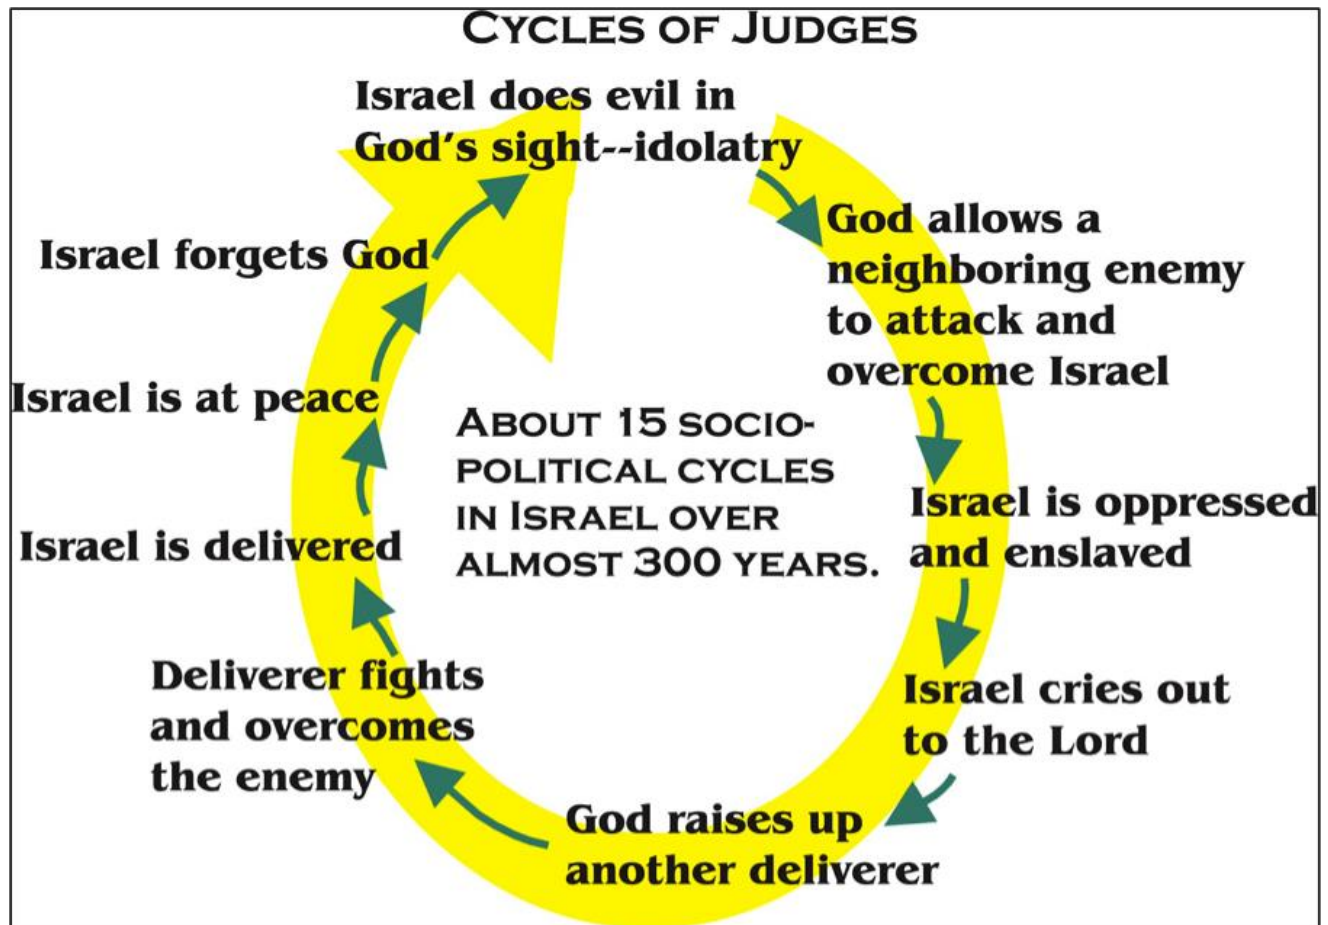 CYCLES OF JUDGES
Israel does evil in
God's sight--idolatry
God allows a
neighboring enemy
to attack and
overcome Israel
Israel is oppressed
and enslaved
Israel cries out
to the Lord
God raises up
another deliverer
Deliverer fights
and overcomes
the enemy
Israel is delivered
Israel is at peace
Israel forgets God
ABOUT 15 SOCIO-
POLITICAL CYCLES
IN ISRAEL OVER
ALMOST 300 YEARS.